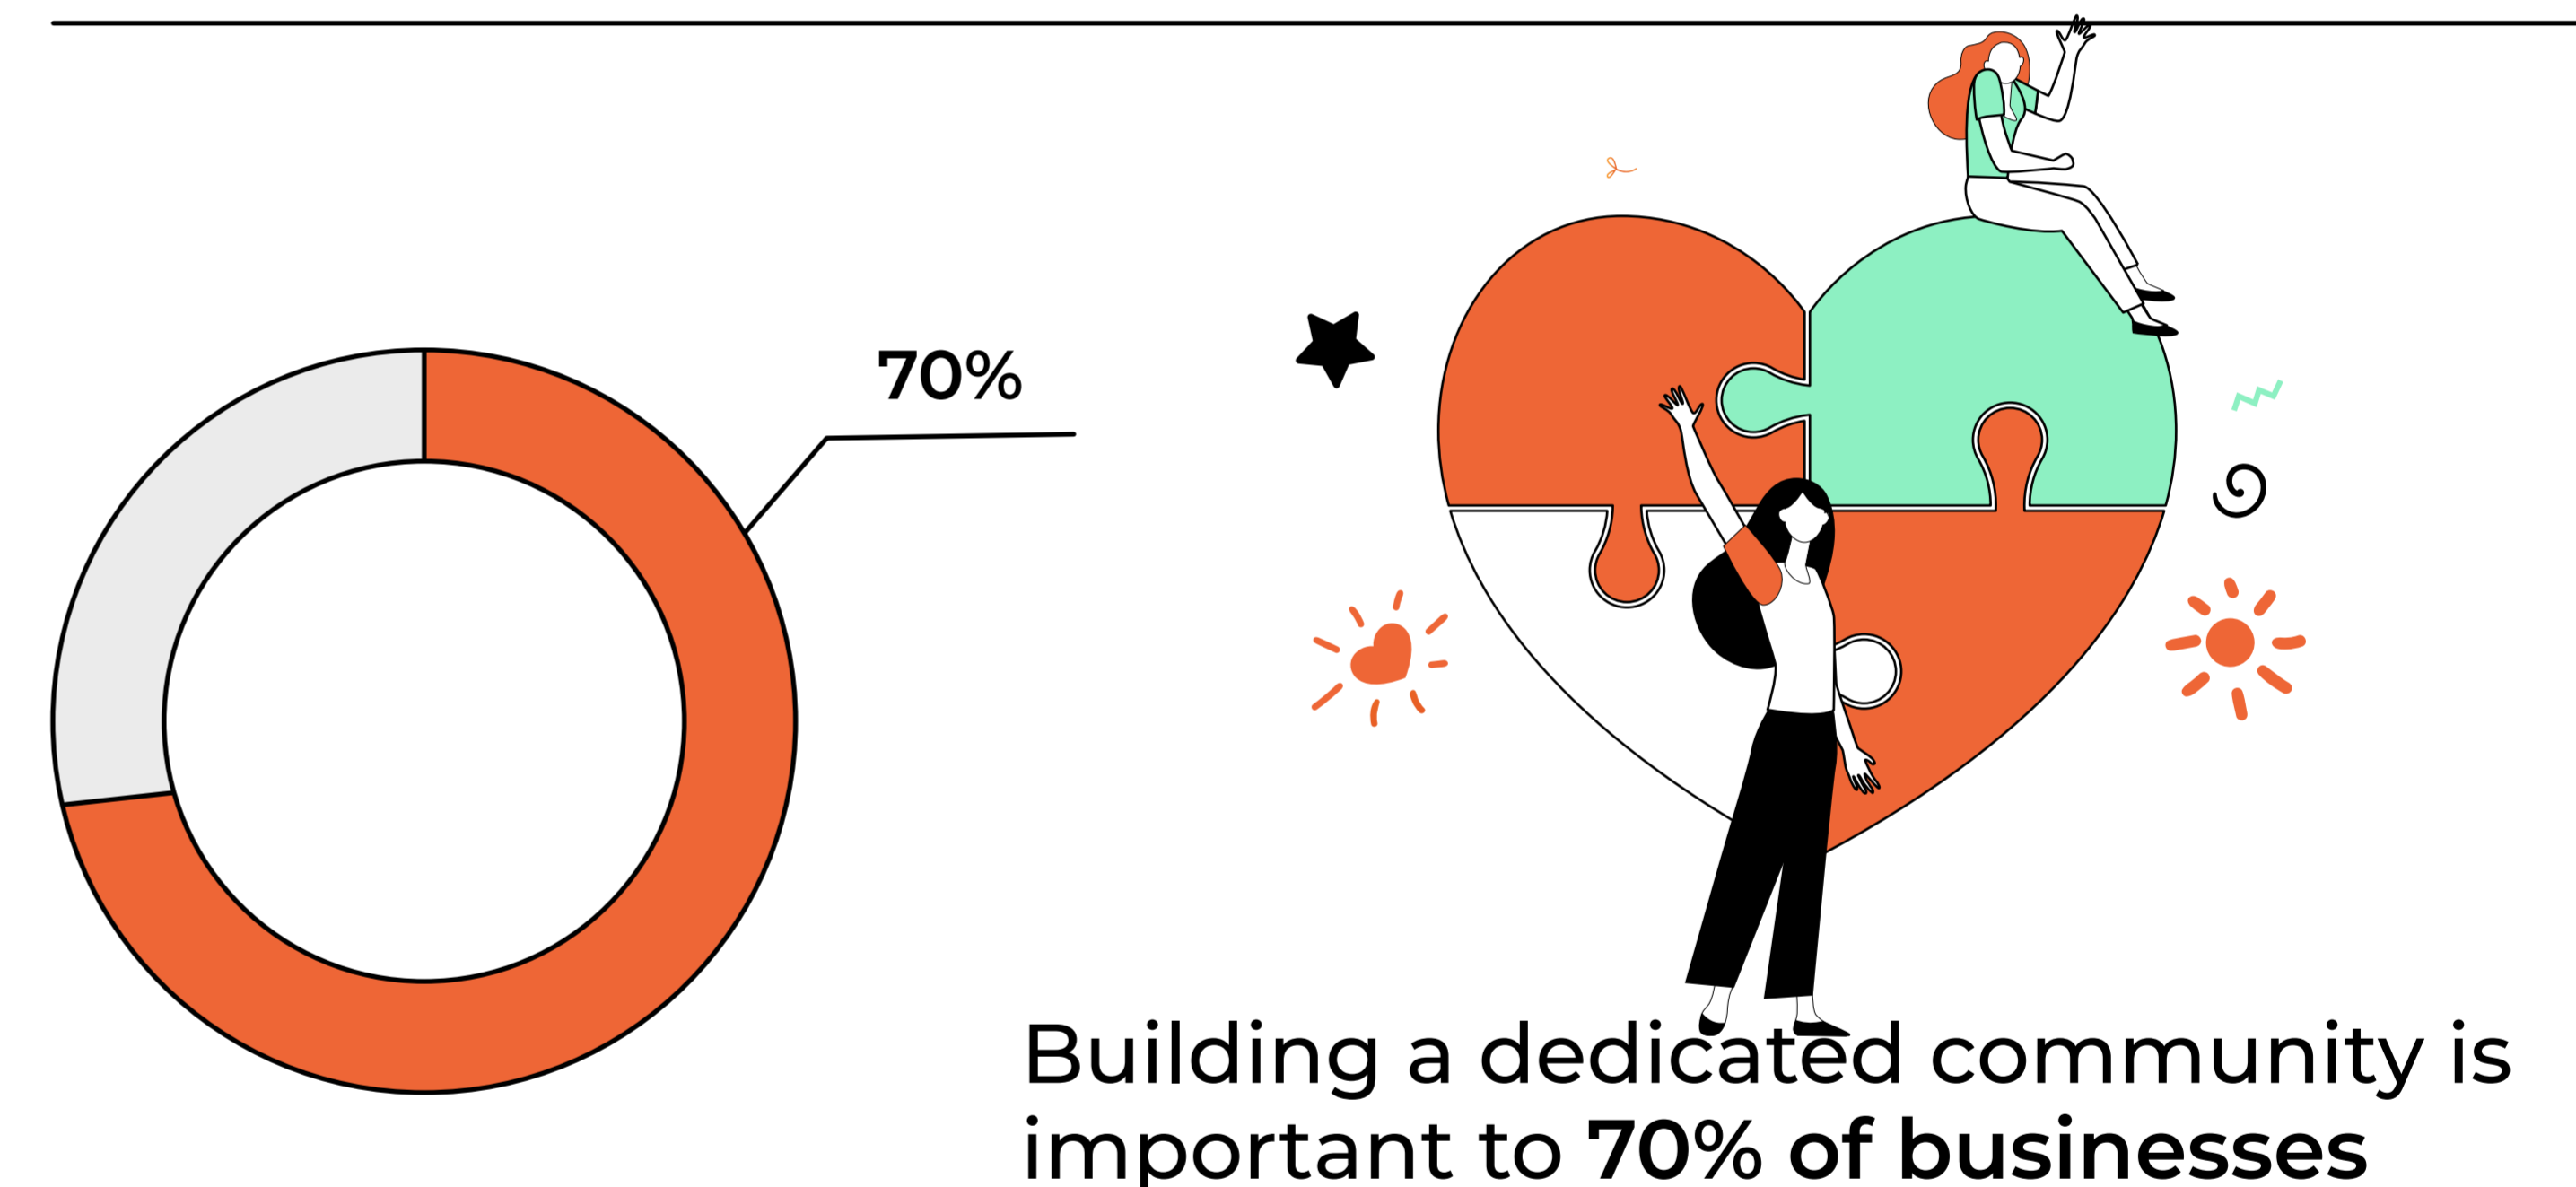 70%
Building a dedicated community is
important to 70% of businesses